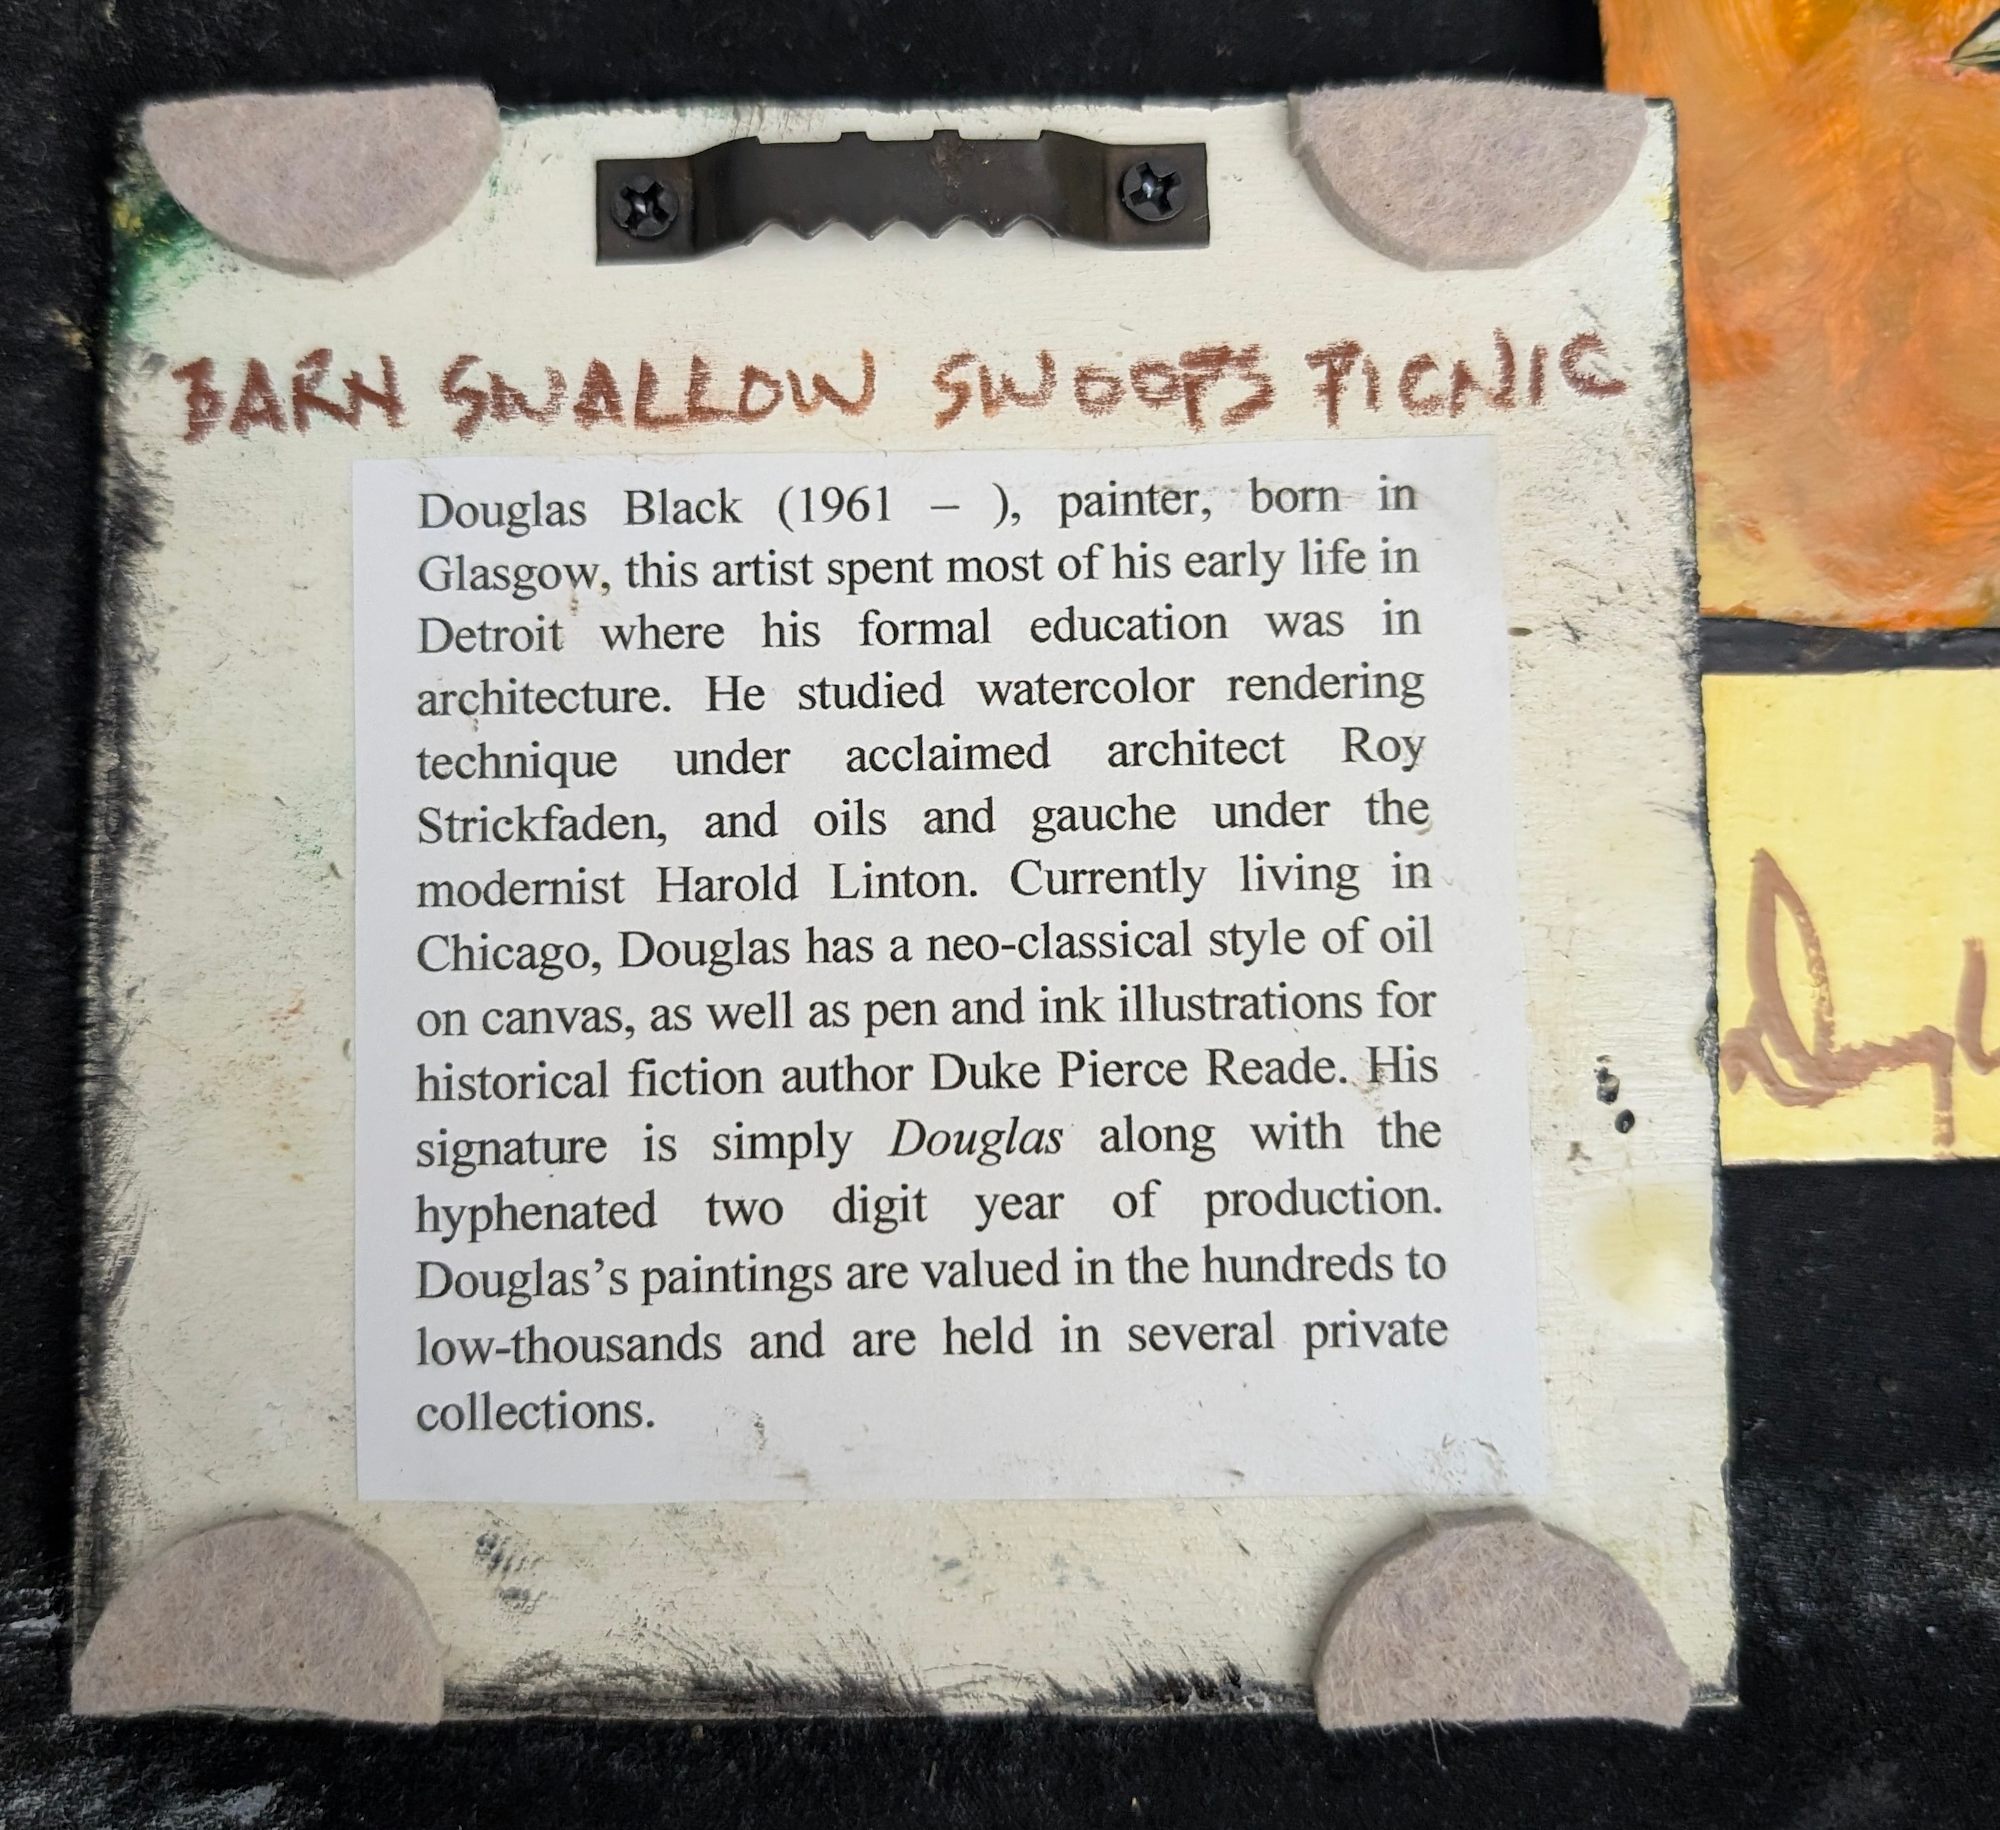 BARN SWALLOW SWOOPS PICNIC
Douglas Black (1961 – ), painter, born in
Glasgow, this artist spent most of his early life in
Detroit where his formal education was in
architecture. He studied watercolor rendering
technique under acclaimed architect Roy
Strickfaden, and oils and gauche under the
modernist Harold Linton. Currently living in
Chicago, Douglas has a neo-classical style of oil
on canvas, as well as pen and ink illustrations for
historical fiction author Duke Pierce Reade. His
signature is simply Douglas along with the
hyphenated two digit year of production.
Douglas’s paintings are valued in the hundreds to
low-thousands and are held in several private
collections.